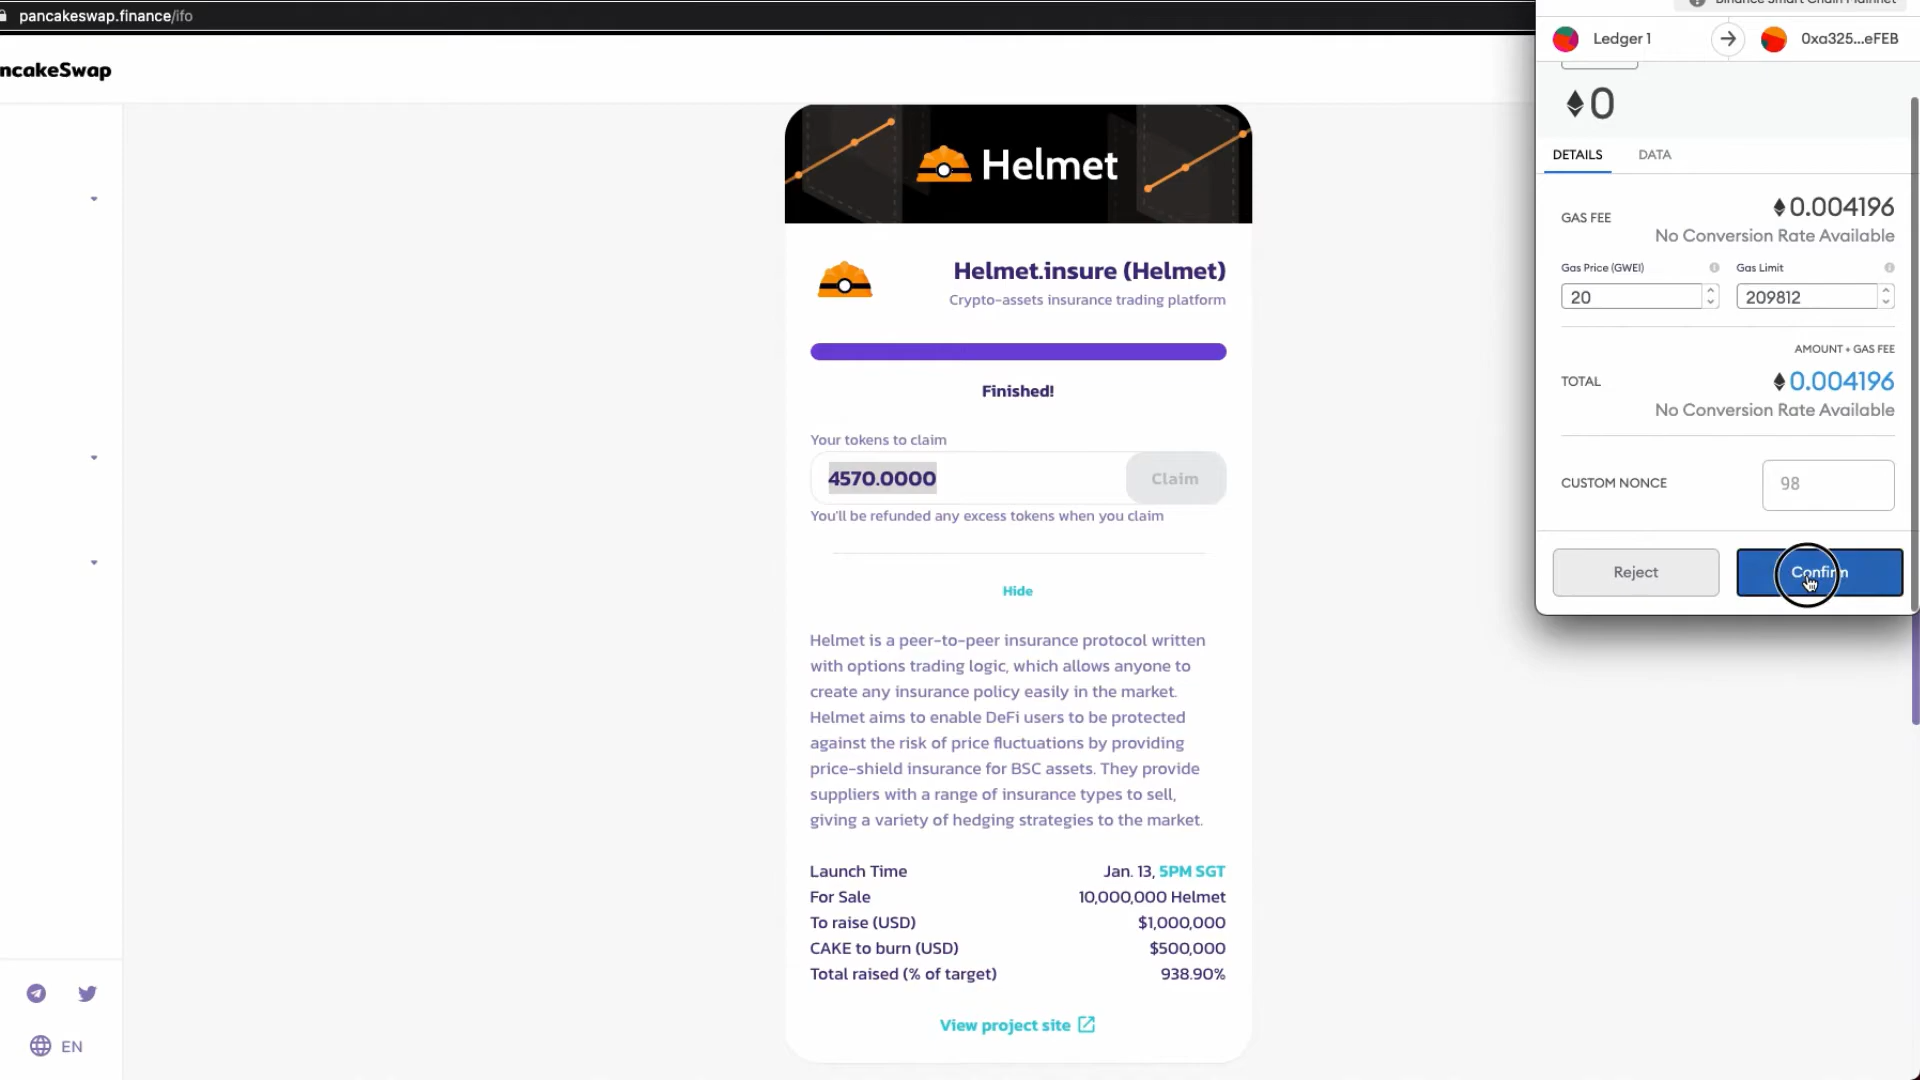 pancakeswap.finance/ifo
ncakeSwap
Helmet
Helmet.insure (Helmet)
Crypto-assets insurance trading platform
Finished!
Your tokens to claim
4570.0000
Claim
You'll be refunded any excess tokens when you claim
Hide
Helmet is a peer-to-peer insurance protocol written
with options trading logic, which allows anyone to
create any insurance policy easily in the market.
Helmet aims to enable DeFi users to be protected
against the risk of price fluctuations by providing
price-shield insurance for BSC assets. They provide
suppliers with a range of insurance types to sell,
giving a variety of hedging strategies to the market.
Launch Time Jan. 13, 5PM SGT
For Sale 10,000,000 Helmet
To raise (USD) $1,000,000
CAKE to burn (USD) $500,000
Total raised (% of target) 938.90%
View project site
EN
Binance Smart Chain Mainnet
Ledger 1 0xa325...eFEB
0
DETAILS DATA
GAS FEE 0.004196
No Conversion Rate Available
Gas Price (GWEI) Gas Limit
20 209812
AMOUNT + GAS FEE
TOTAL 0.004196
No Conversion Rate Available
CUSTOM NONCE 98
Reject Confirm